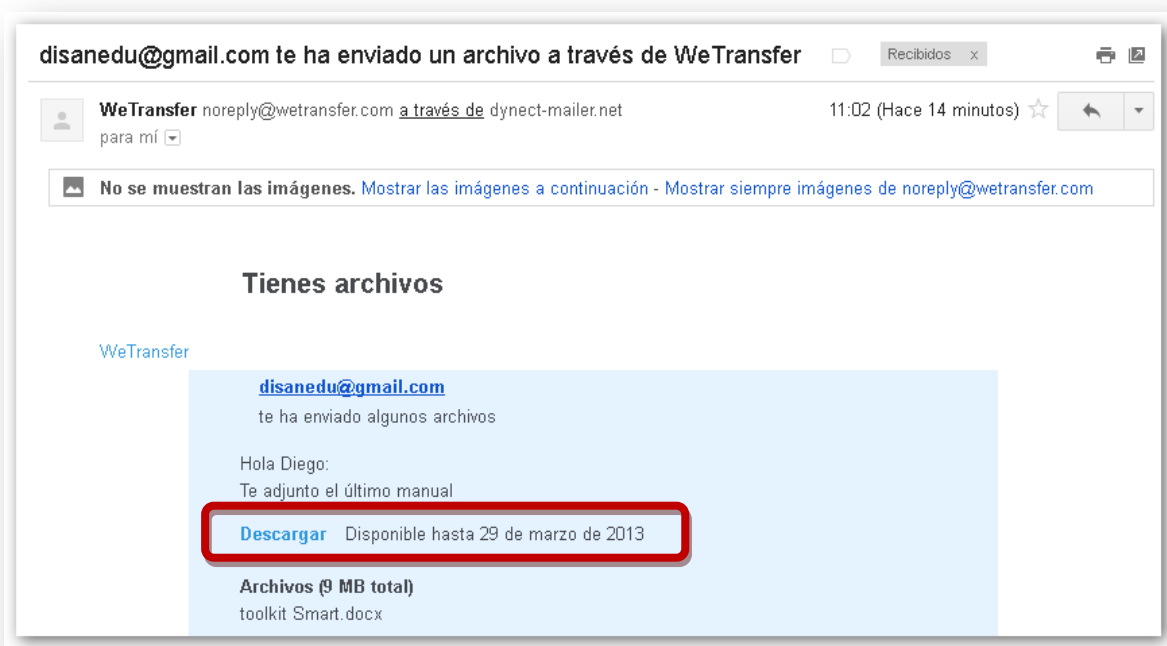 disanedu@gmail.com te ha enviado un archivo a través de WeTransfer Recibidos x
WeTransfer noreply@wetransfer.com a través de dynect-mailer.net 11:02 (Hace 14 minutos)
para mí
No se muestran las imágenes. Mostrar las imágenes a continuación - Mostrar siempre imágenes de noreply@wetransfer.com
Tienes archivos
WeTransfer
disanedu@gmail.com
te ha enviado algunos archivos
Hola Diego:
Te adjunto el último manual
Descargar Disponible hasta 29 de marzo de 2013
Archivos (9 MB total)
toolkit Smart.docx